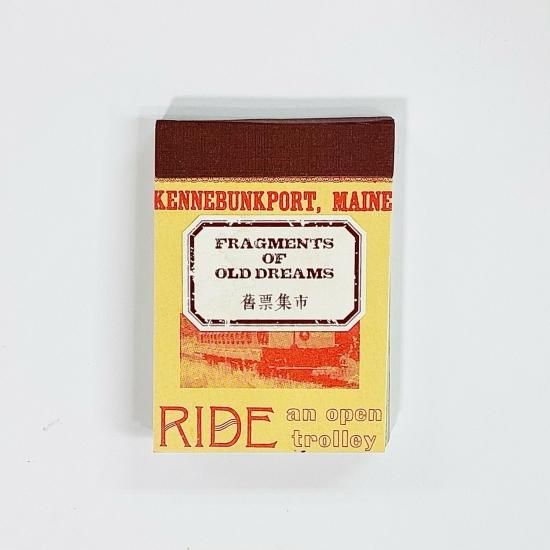 KENNEBUNKPORT, MAINE
FRAGMENTS
OF
OLD DREAMS
舊票集市
RIDE an open
trolley